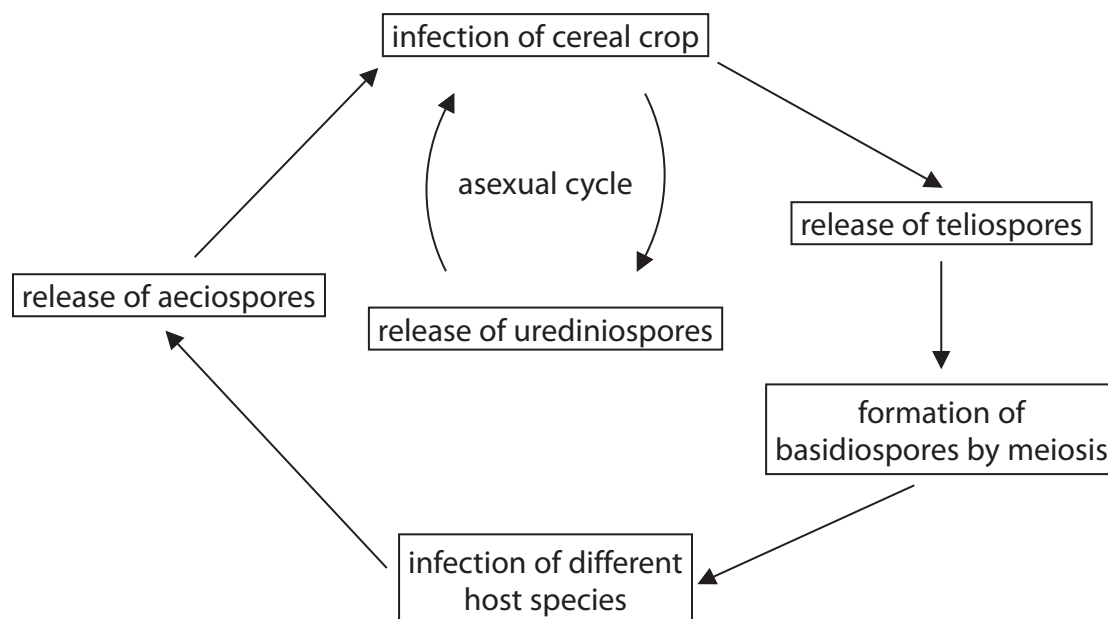 infection of cereal crop
asexual cycle
release of teliospores
release of aeciospores
release of urediniospores
formation of
basidiospores by meiosis
infection of different
host species